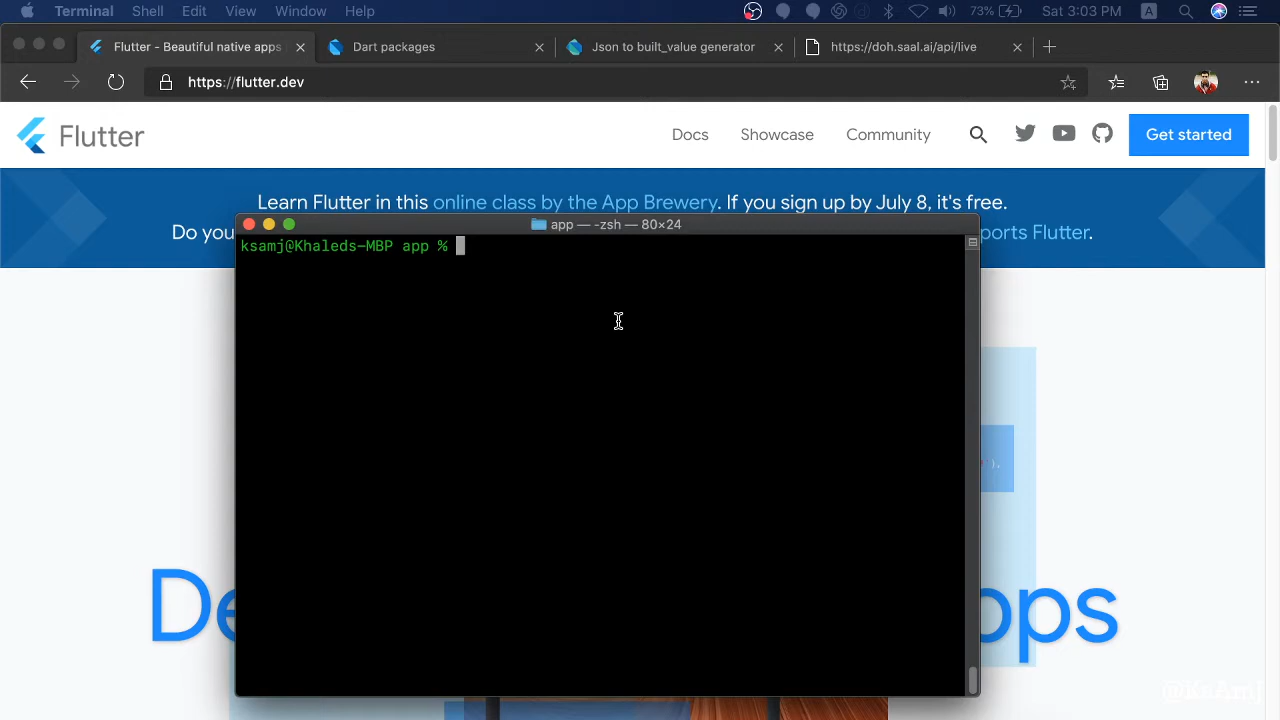 Terminal Shell Edit View Window Help 73% Sat 3:03 PM A
Flutter - Beautiful native apps Dart packages Json to built_value generator https://doh.saal.ai/api/live
https://flutter.dev
Flutter Docs Showcase Community Get started
Learn Flutter in this online class by the App Brewery. If you sign up by July 8, it's free.
Do you ports Flutter.
app — -zsh — 80×24
ksamj@Khaleds-MBP app %
),
De pps
@KsAmj